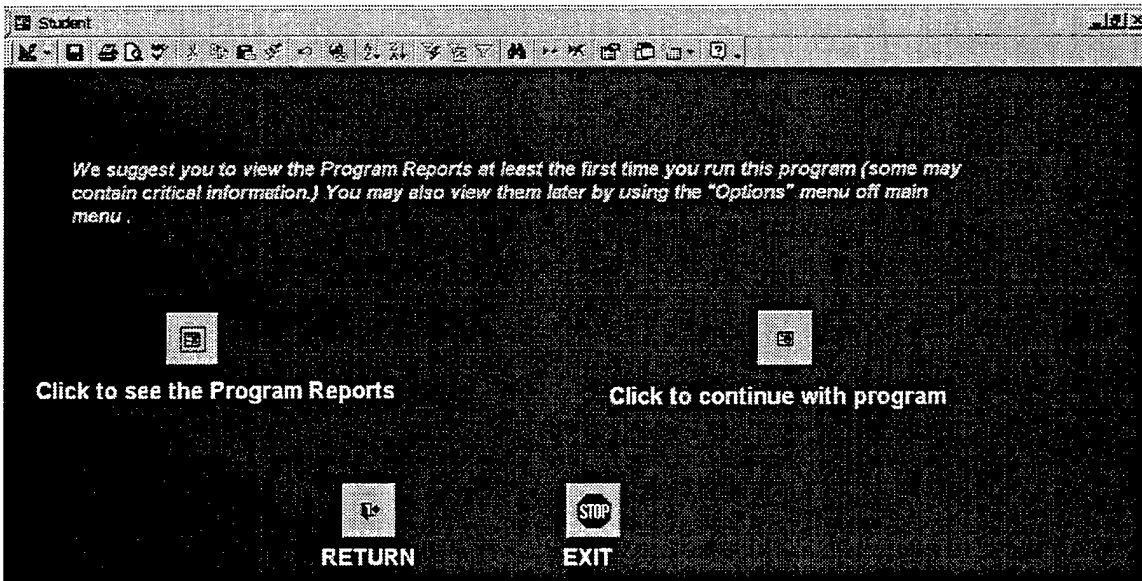 Student
We suggest you to view the Program Reports at least the first time you run this program (some may
contain critical information.) You may also view them later by using the "Options" menu off main
menu .
Click to see the Program Reports
Click to continue with program
STOP
RETURN
EXIT